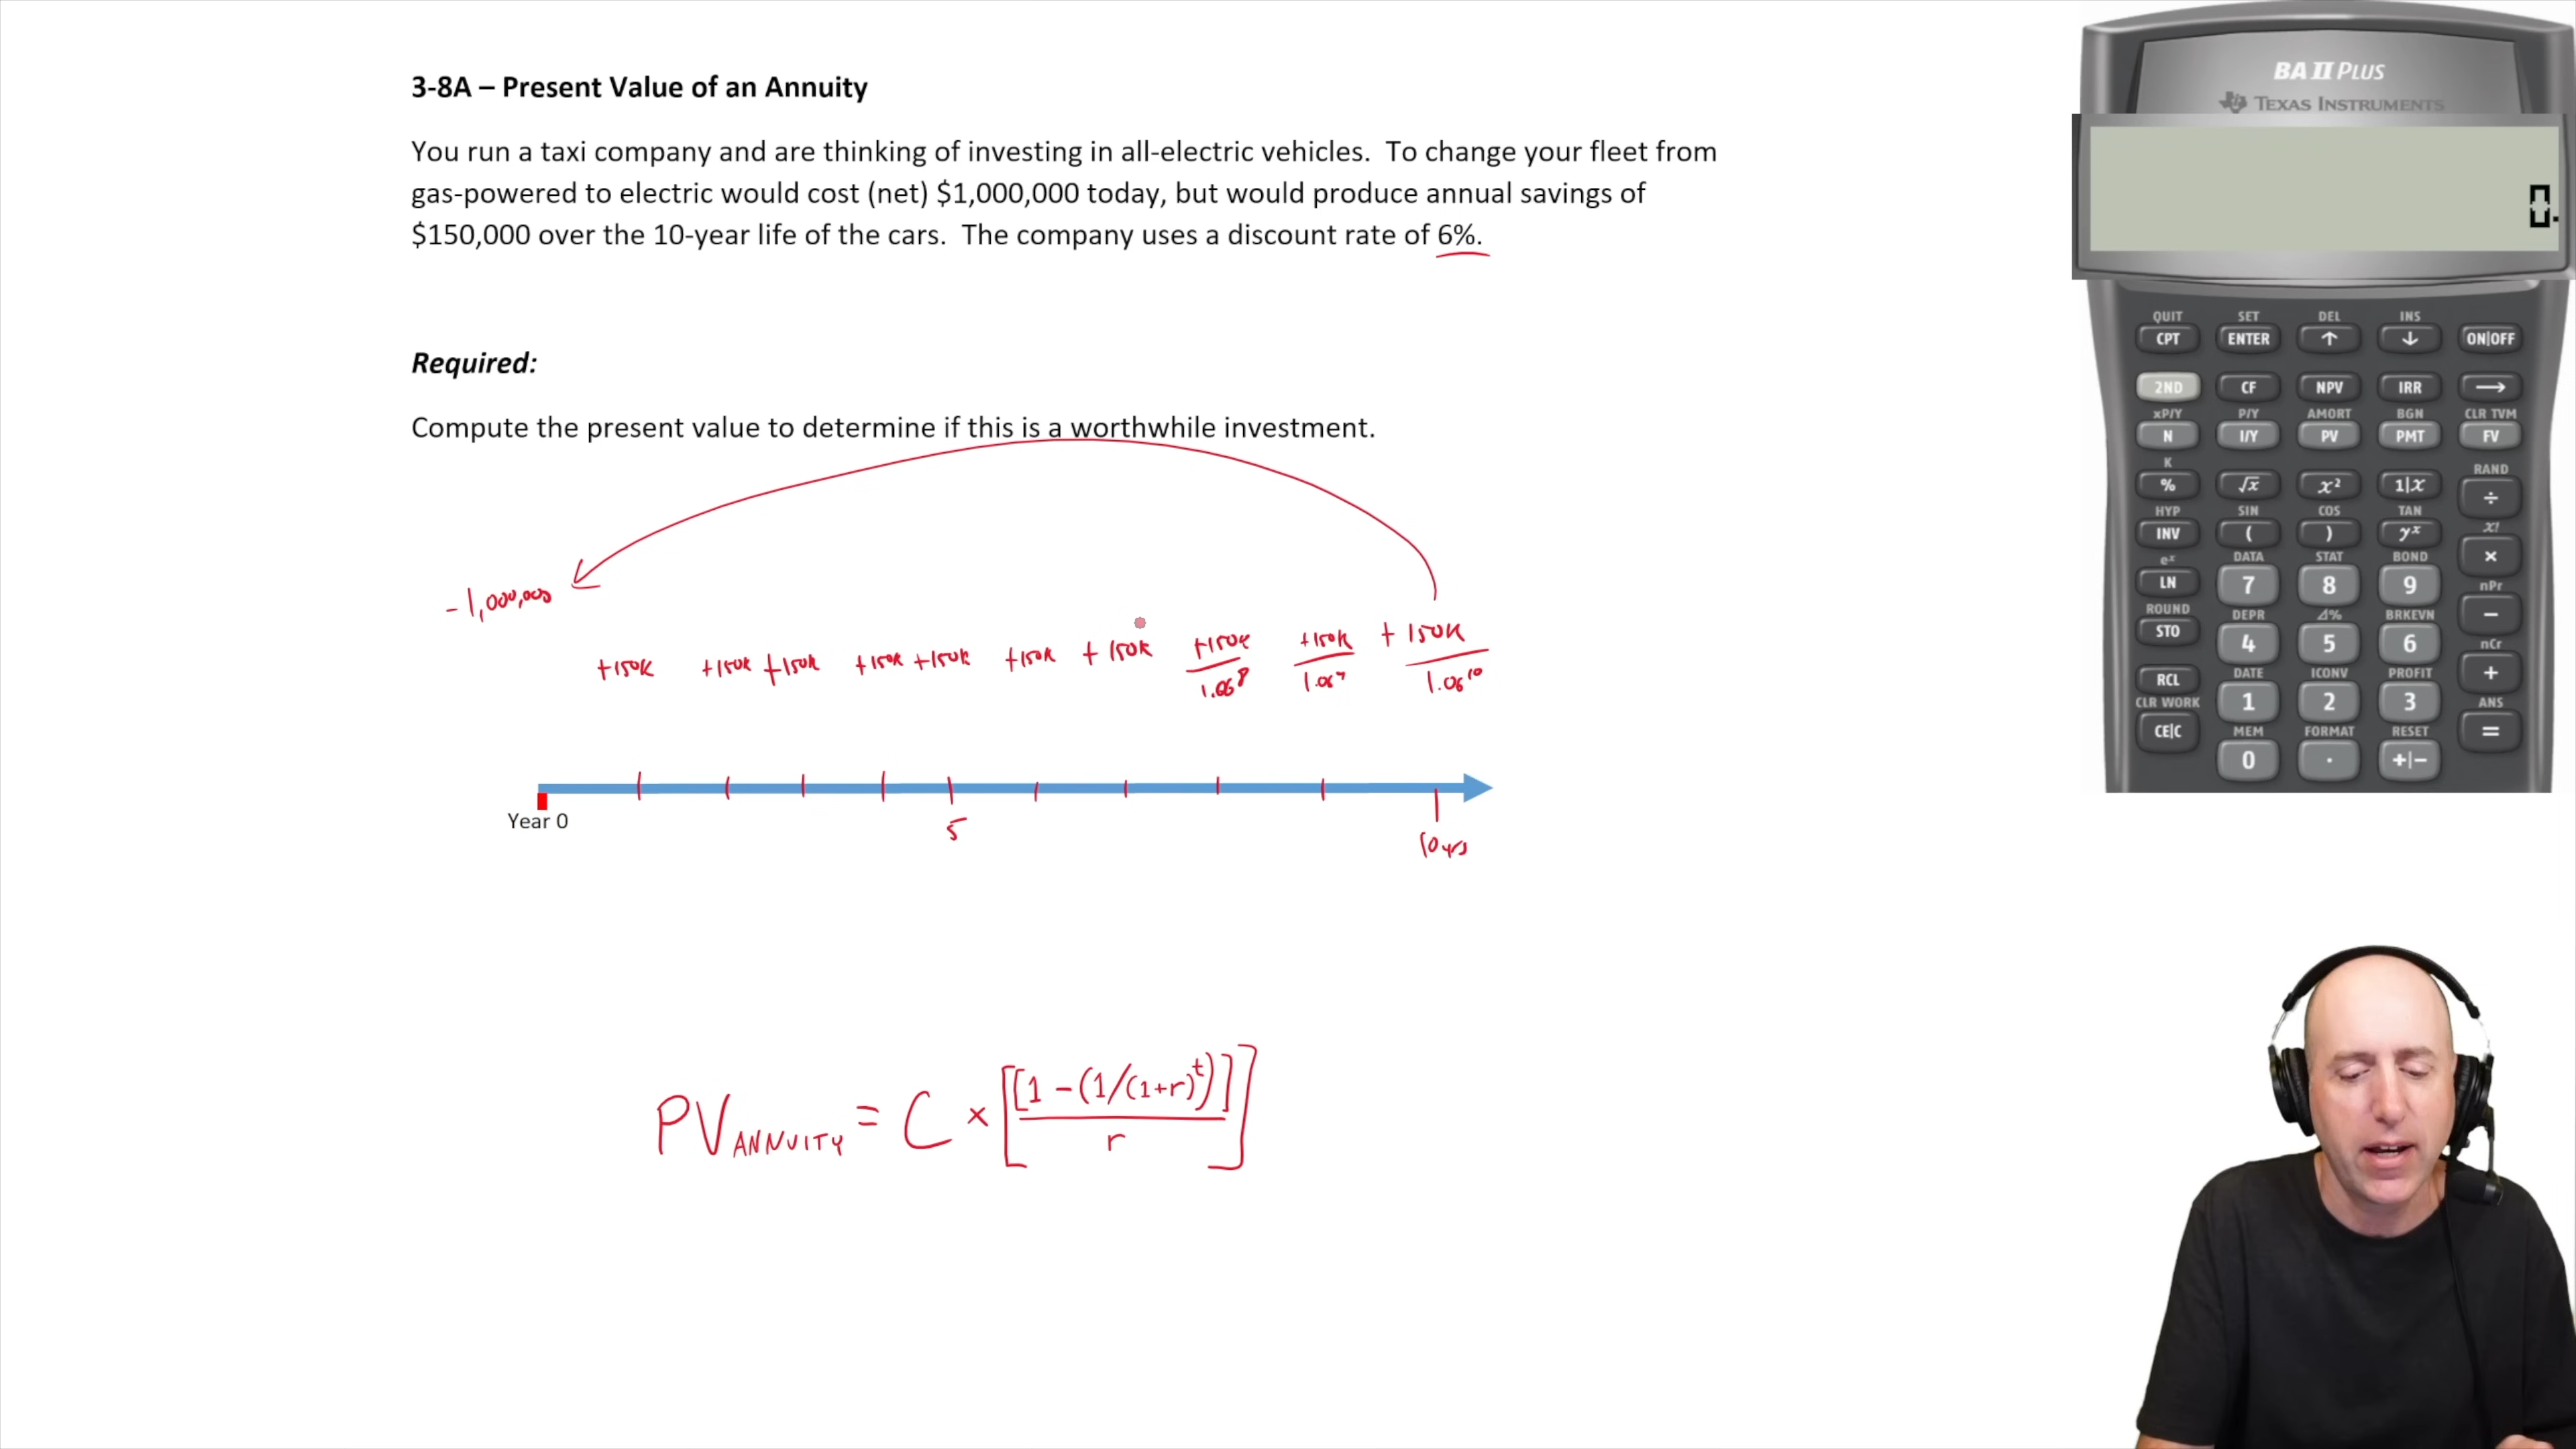 3-8A – Present Value of an Annuity
You run a taxi company and are thinking of investing in all-electric vehicles. To change your fleet from
gas-powered to electric would cost (net) $1,000,000 today, but would produce annual savings of
$150,000 over the 10-year life of the cars. The company uses a discount rate of 6%.
Required:
Compute the present value to determine if this is a worthwhile investment.
-1,000,000
+150K +150K +150K +150K +150K +150K +150K +150K +150K +150K
1.06^8 1.06^9 1.06^10
Year 0
5
10yrs
PV ANNUITY = C × [[1 - (1/(1+r)^t)]]
r
BA II PLUS
TEXAS INSTRUMENTS
0.
QUIT SET DEL INS
CPT ENTER ↑ ↓ ON|OFF
2ND CF NPV IRR →
xP/Y P/Y AMORT BGN CLR TVM
N I/Y PV PMT FV
K RAND
% √x x² 1|x ÷
HYP SIN COS TAN x!
INV ( ) yˣ ×
eˣ DATA STAT BOND nPr
LN 7 8 9 −
ROUND DEPR Δ% BRKEVN nCr
STO 4 5 6 +
DATE ICONV PROFIT ANS
RCL 1 2 3 =
CLR WORK MEM FORMAT RESET
CE|C 0 . +|−